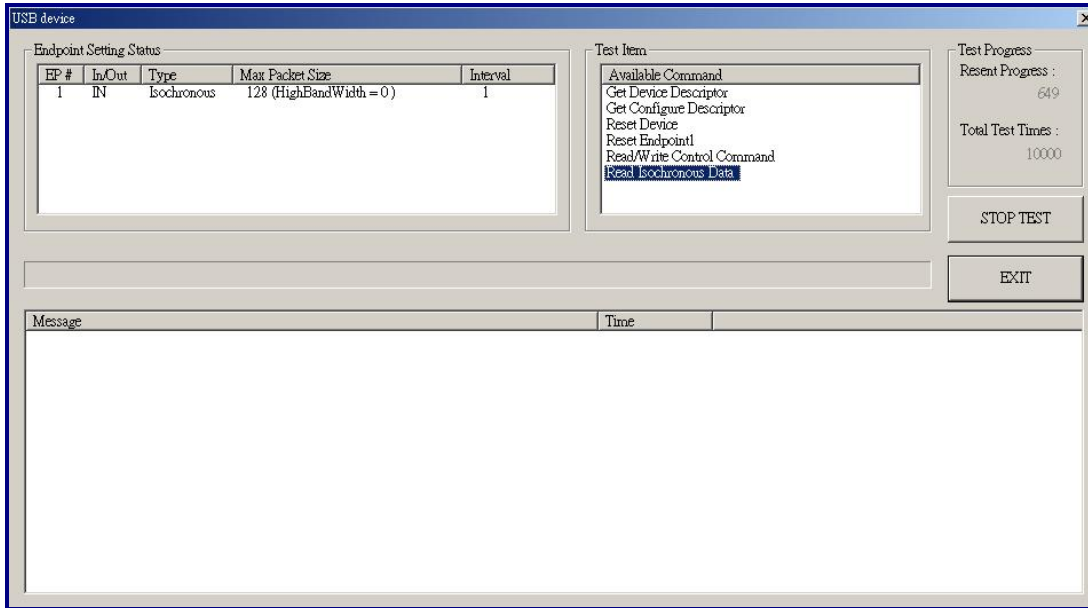 USB device
Endpoint Setting Status
EP # In/Out Type Max Packet Size Interval
1 IN Isochronous 128 (HighBandWidth = 0 ) 1
Test Item
Available Command
Get Device Descriptor
Get Configure Descriptor
Reset Device
Reset Endpoint1
Read/Write Control Command
Read Isochronous Data
Test Progress
Resent Progress :
649
Total Test Times :
10000
STOP TEST
EXIT
Message Time